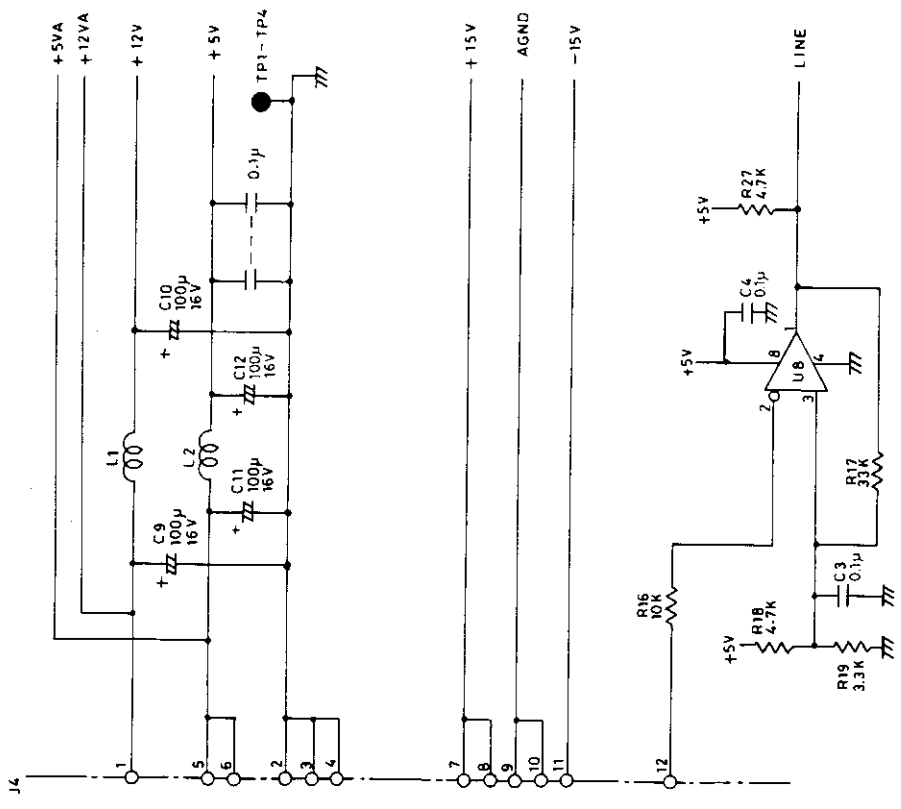 J4
+5VA
+12VA
+12V
+5V
TP1-TP4
1
L1
C9
100μ
16V
+
C10
100μ
16V
+
5
6
L2
C11
100μ
16V
+
C12
100μ
16V
+
0.1μ
2
3
4
7
8
+15V
9
10
AGND
11
-15V
12
R16
10K
+5V
R18
4.7K
R19
3.3K
C3
0.1μ
R17
33K
2
3
U8
8
4
1
+5V
C4
0.1μ
+5V
R27
4.7K
LINE